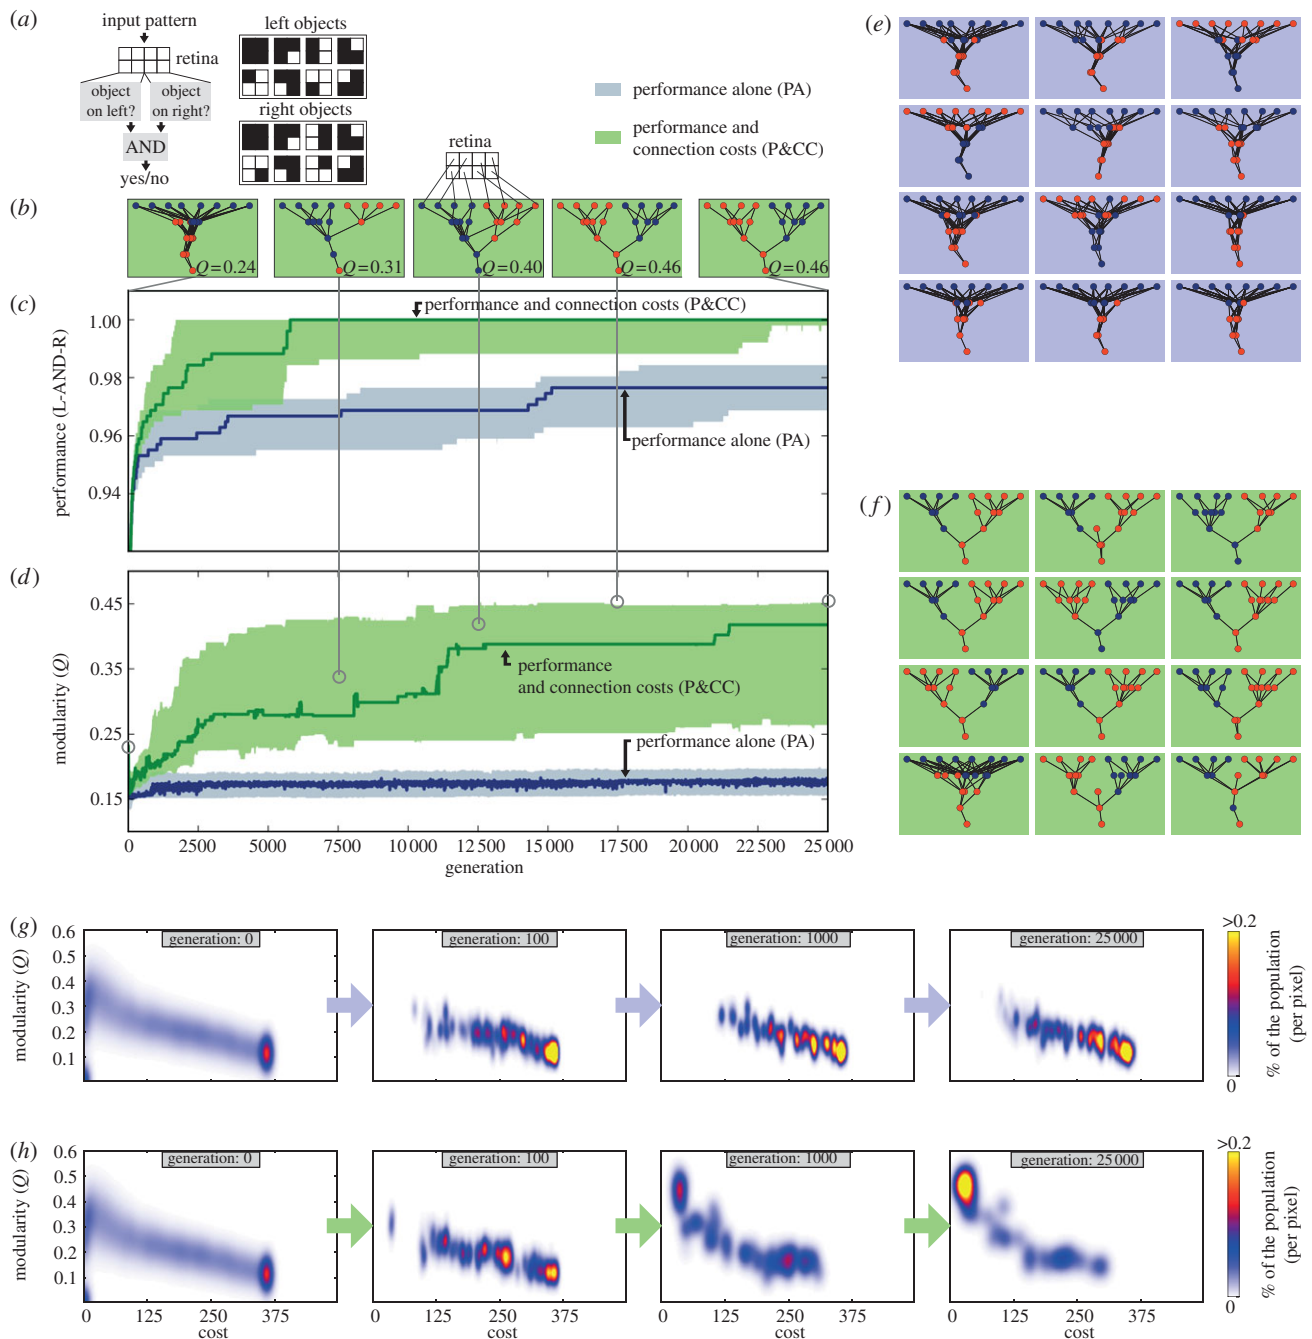 (a)
input pattern
retina
object
on left?
object
on right?
AND
yes/no
left objects
right objects
performance alone (PA)
performance and
connection costs (P&CC)
retina
(b)
Q=0.24
Q=0.31
Q=0.40
Q=0.46
Q=0.46
(c)
performance (L-AND-R)
1.00
0.98
0.96
0.94
performance and connection costs (P&CC)
performance alone (PA)
(d)
modularity (Q)
0.45
0.35
0.25
0.15
performance
and connection costs (P&CC)
performance alone (PA)
0
2500
5000
7500
10 000
12 500
15 000
17 500
20 000
22 500
25 000
generation
(e)
(f)
(g)
modularity (Q)
0.6
0.5
0.4
0.3
0.2
0.1
generation: 0
generation: 100
generation: 1000
generation: 25 000
>0.2
0
% of the population
(per pixel)
(h)
modularity (Q)
0.6
0.5
0.4
0.3
0.2
0.1
generation: 0
generation: 100
generation: 1000
generation: 25 000
0
125
250
375
cost
0
125
250
375
cost
0
125
250
375
cost
0
125
250
375
cost
>0.2
0
% of the population
(per pixel)